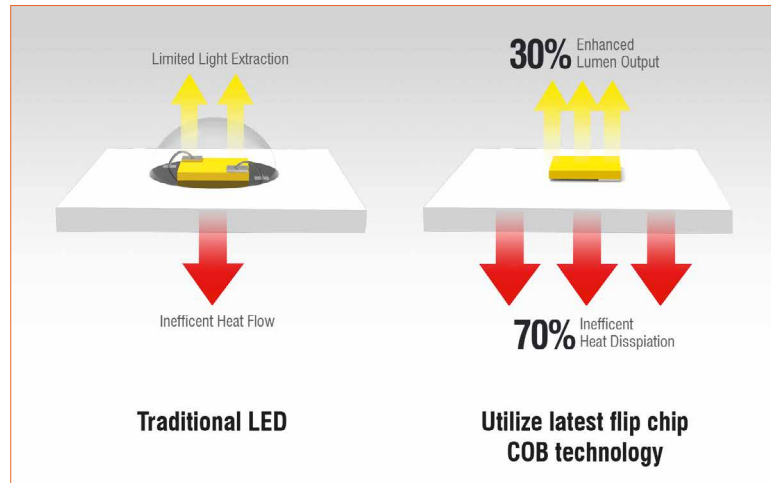 Limited Light Extraction
30% Enhanced
Lumen Output
Inefficent Heat Flow
70% Inefficent
Heat Disspiation
Traditional LED
Utilize latest flip chip
COB technology